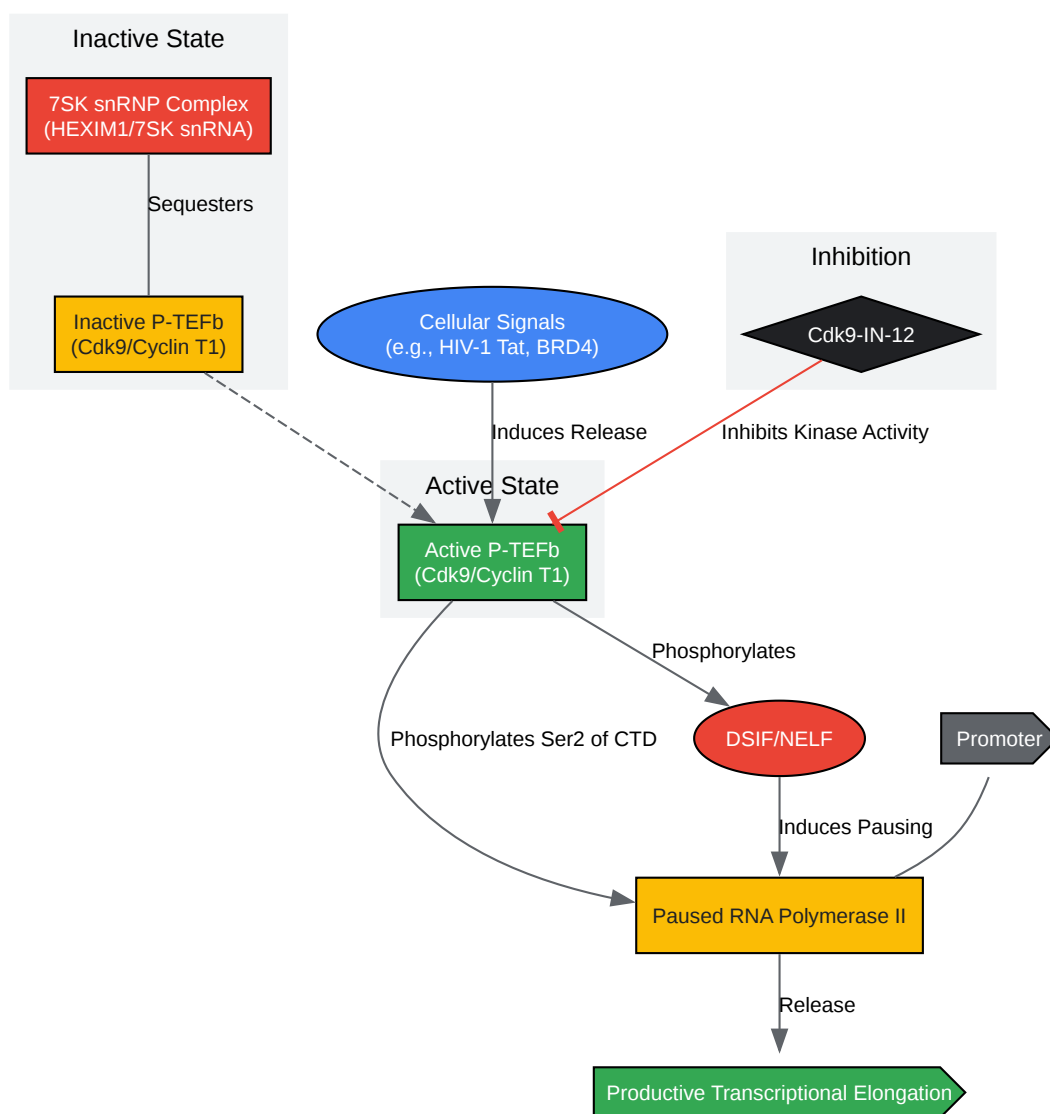 Inactive State
7SK snRNP Complex
(HEXIM1/7SK snRNA)
Sequesters
Inactive P-TEFb
(Cdk9/Cyclin T1)
Cellular Signals
(e.g., HIV-1 Tat, BRD4)
Inhibition
Cdk9-IN-12
Induces Release
Inhibits Kinase Activity
Active State
Active P-TEFb
(Cdk9/Cyclin T1)
Phosphorylates
Phosphorylates Ser2 of CTD
DSIF/NELF
Promoter
Induces Pausing
Paused RNA Polymerase II
Release
Productive Transcriptional Elongation